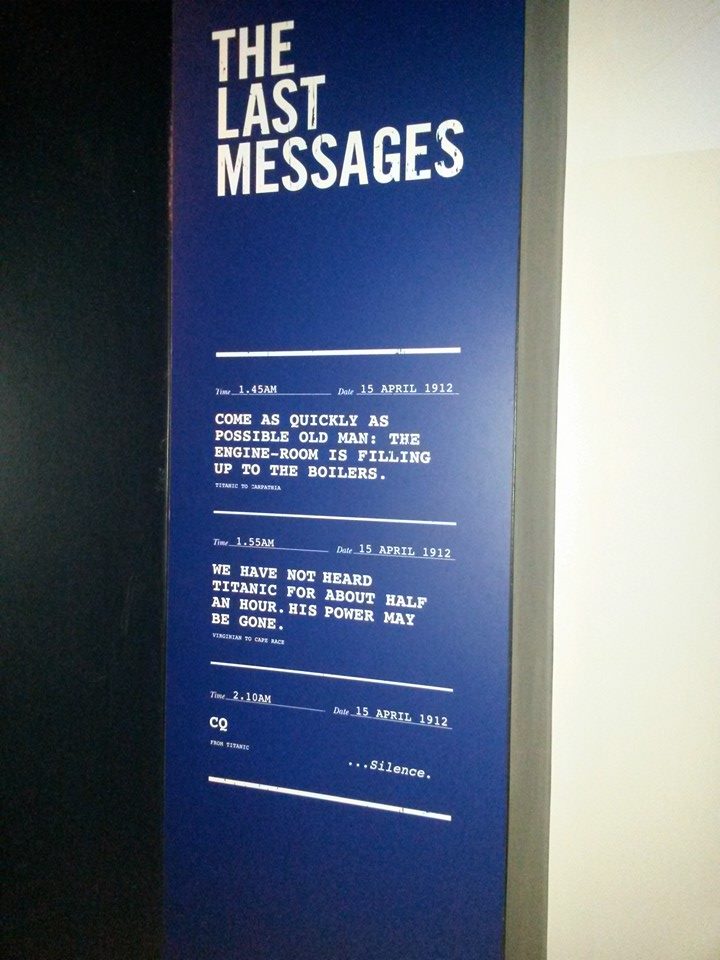 THE
LAST
MESSAGES
Time 1.45AM Date 15 APRIL 1912
COME AS QUICKLY AS
POSSIBLE OLD MAN: THE
ENGINE-ROOM IS FILLING
UP TO THE BOILERS.
TITANIC TO CARPATHIA
Time 1.55AM Date 15 APRIL 1912
WE HAVE NOT HEARD
TITANIC FOR ABOUT HALF
AN HOUR. HIS POWER MAY
BE GONE.
VIRGINIAN TO CAPE RACE
Time 2.10AM Date 15 APRIL 1912
CQ
FROM TITANIC
...Silence.